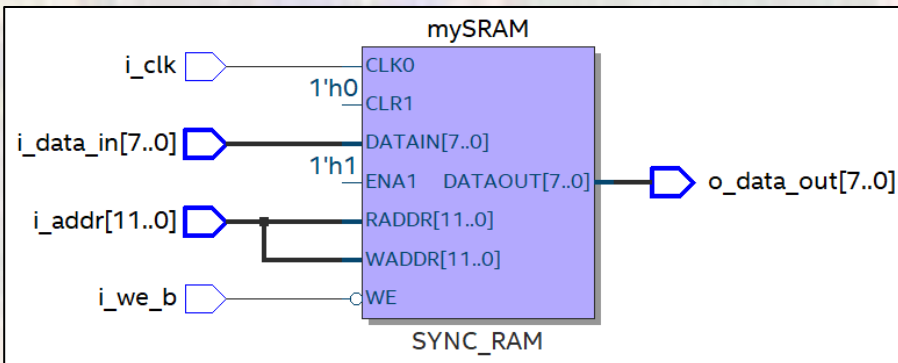 mySRAM
i_clk
CLK0
1'h0
CLR1
i_data_in[7..0]
DATAIN[7..0]
1'h1
ENA1
DATAOUT[7..0]
o_data_out[7..0]
i_addr[11..0]
RADDR[11..0]
WADDR[11..0]
i_we_b
WE
SYNC_RAM